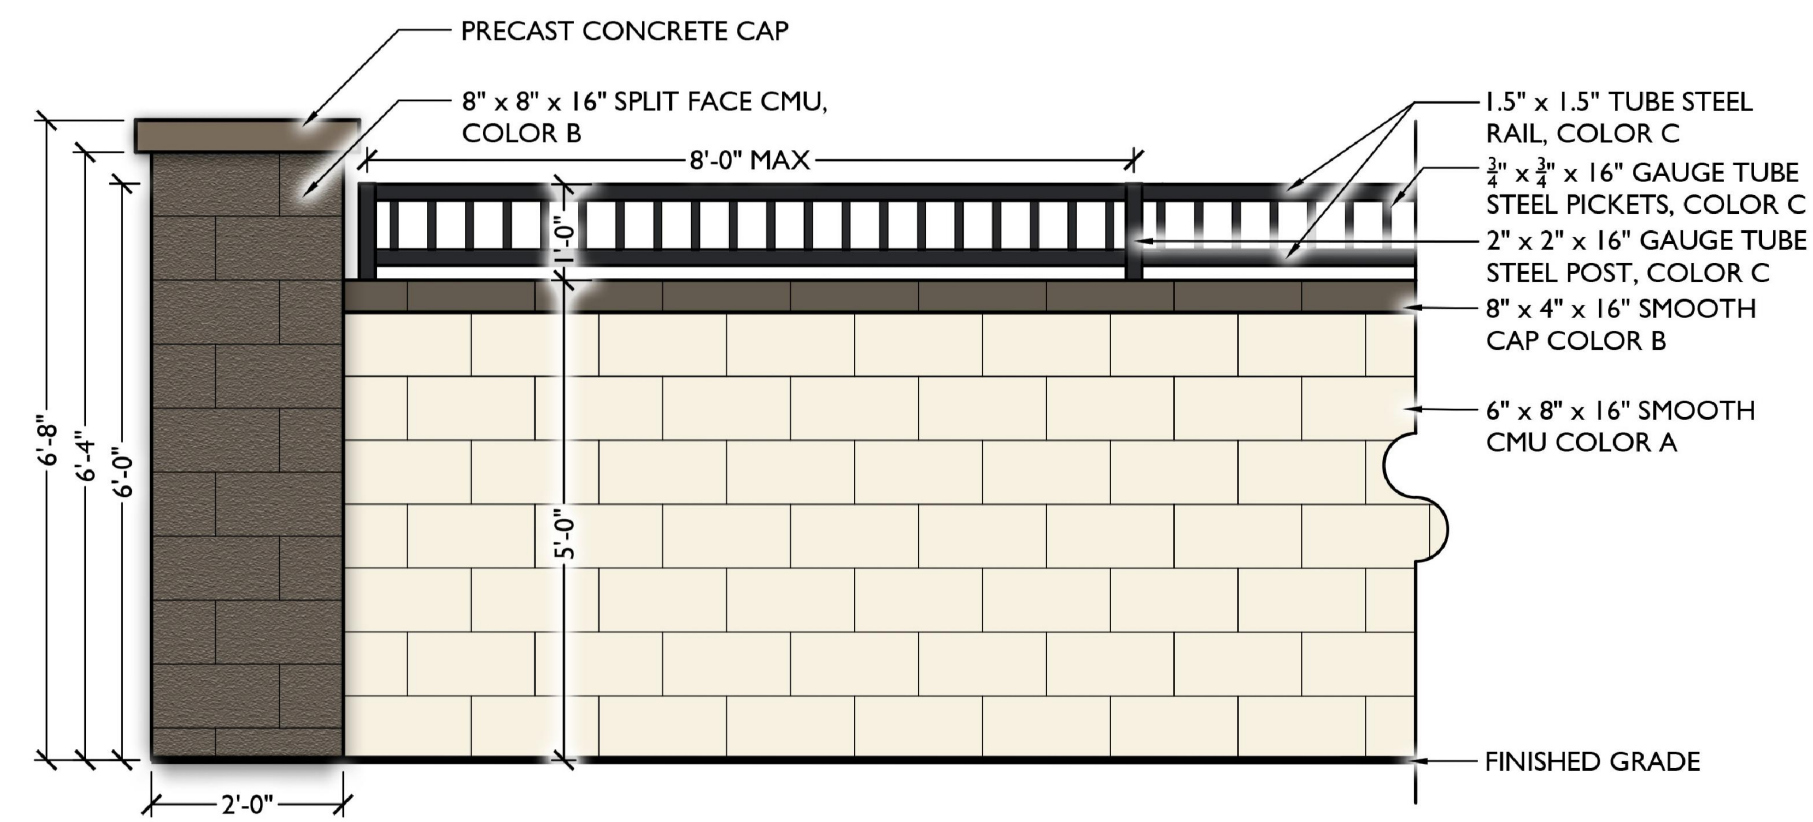 PRECAST CONCRETE CAP
8" x 8" x 16" SPLIT FACE CMU,
COLOR B
8'-0" MAX
1'-0"
5'-0"
6'-8"
6'-4"
6'-0"
2'-0"
1.5" x 1.5" TUBE STEEL
RAIL, COLOR C
¾" x ¾" x 16" GAUGE TUBE
STEEL PICKETS, COLOR C
2" x 2" x 16" GAUGE TUBE
STEEL POST, COLOR C
8" x 4" x 16" SMOOTH
CAP COLOR B
6" x 8" x 16" SMOOTH
CMU COLOR A
FINISHED GRADE